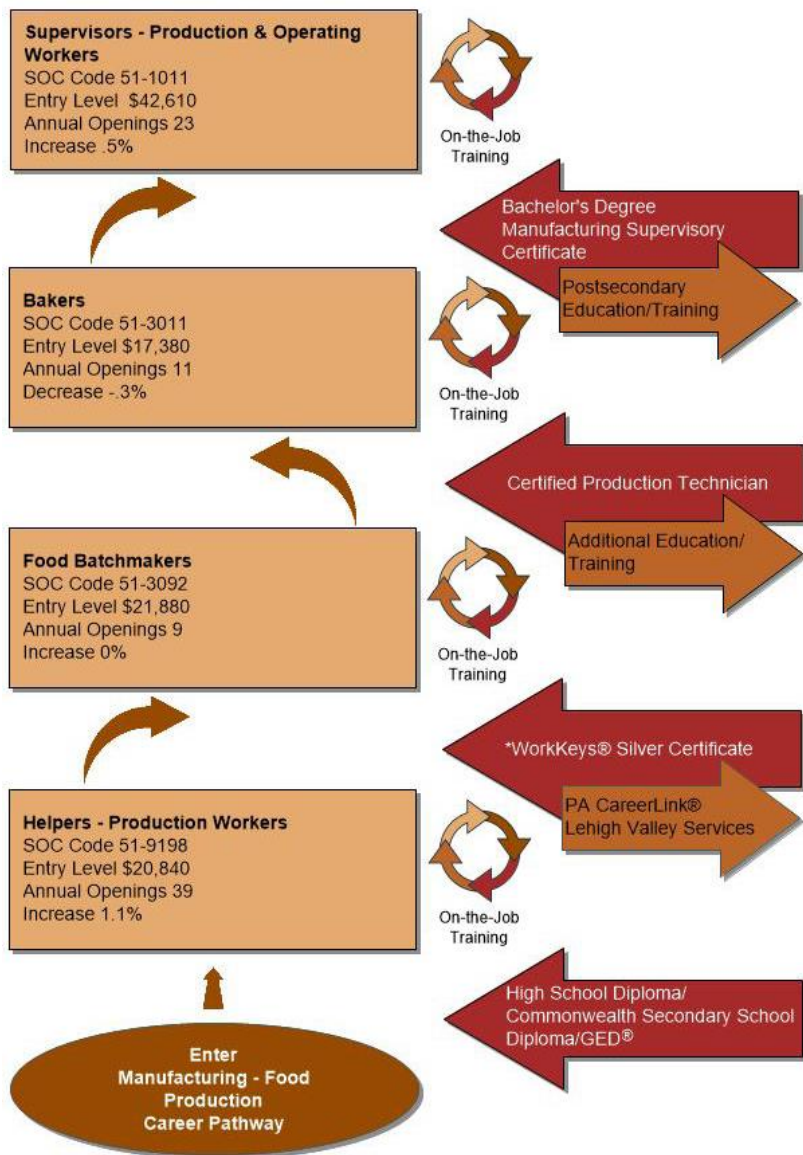 Supervisors - Production & Operating
Workers
SOC Code 51-1011
Entry Level $42,610
Annual Openings 23
Increase .5%
On-the-Job
Training
Bachelor's Degree
Manufacturing Supervisory
Certificate
Postsecondary
Education/Training
Bakers
SOC Code 51-3011
Entry Level $17,380
Annual Openings 11
Decrease -.3%
On-the-Job
Training
Certified Production Technician
Additional Education/
Training
Food Batchmakers
SOC Code 51-3092
Entry Level $21,880
Annual Openings 9
Increase 0%
On-the-Job
Training
*WorkKeys® Silver Certificate
PA CareerLink®
Lehigh Valley Services
Helpers - Production Workers
SOC Code 51-9198
Entry Level $20,840
Annual Openings 39
Increase 1.1%
On-the-Job
Training
High School Diploma/
Commonwealth Secondary School
Diploma/GED®
Enter
Manufacturing - Food
Production
Career Pathway